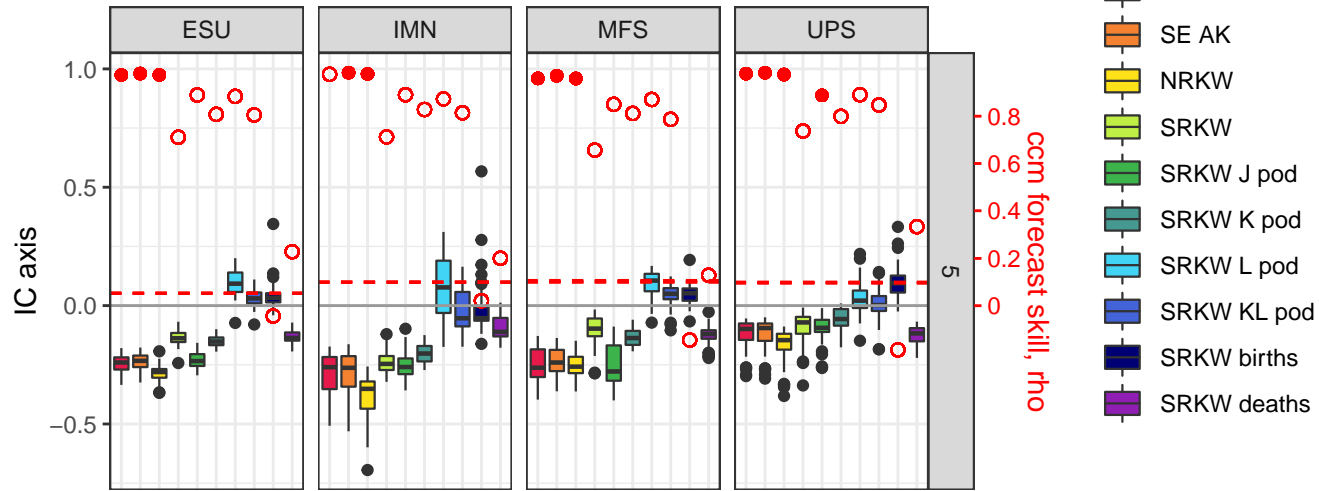 ESU IMN MFS UPS
IC axis
1.0
0.5
0.0
−0.5
5
0.8
0.6
0.4
0.2
0
ccm forecast skill, rho
SE AK
NRKW
SRKW
SRKW J pod
SRKW K pod
SRKW L pod
SRKW KL pod
SRKW births
SRKW deaths